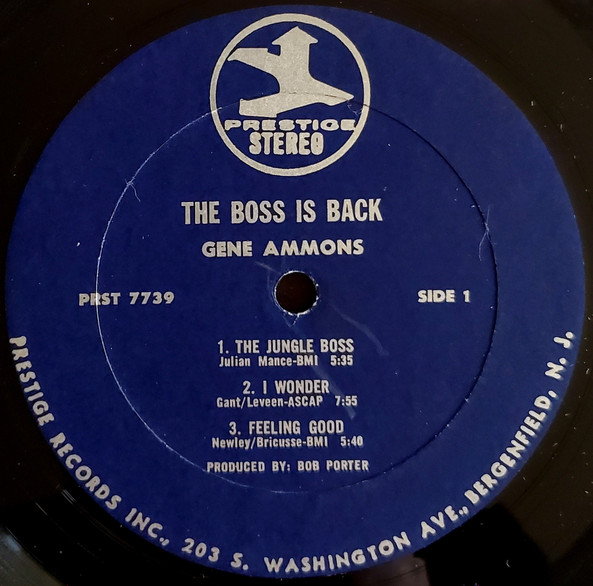 PRESTIGE
STEREO
THE BOSS IS BACK
GENE AMMONS
PRST 7739
SIDE 1
1. THE JUNGLE BOSS
Julian Mance-BMI 5:35
2. I WONDER
Gant/Leveen-ASCAP 7:55
3. FEELING GOOD
Newley/Bricusse-BMI 5:40
PRODUCED BY: BOB PORTER
PRESTIGE RECORDS INC., 203 S. WASHINGTON AVE., BERGENFIELD, N. J.